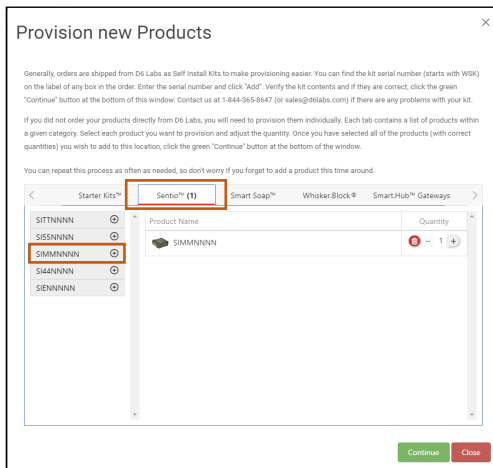 Provision new Products
×
Generally, orders are shipped from D6 Labs as Self Install Kits to make provisioning easier. You can find the kit serial number (starts with WSK)
on the label of any box in the order. Enter the serial number and click "Add". Verify the kit contents and if they are correct, click the green
"Continue" button at the bottom of this window. Contact us at 1-844-365-8647 (or sales@d6labs.com) if there are any problems with your kit.
If you did not order your products directly from D6 Labs, you will need to provision them individually. Each tab contains a list of products within
a given category. Select each product you want to provision and adjust the quantity. Once you have selected all of the products (with correct
quantities) you wish to add to this location, click the green "Continue" button at the bottom of the window.
You can repeat this process as often as needed, so don't worry if you forget to add a product this time around.
Starter Kits™ Sentio™ (1) Smart Soap™ Whisker.Block® Smart.Hub™ Gateways
SITTNNNN
SI55NNNN
SIMMNNNN
SI44NNNN
SIENNNNN
Product Name Quantity
SIMMNNNN − 1 +
Continue Close